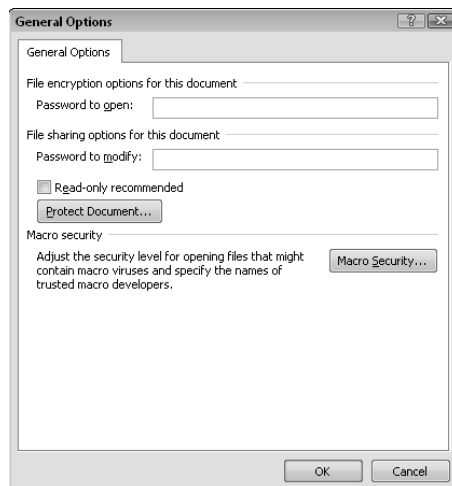 General Options
General Options
File encryption options for this document
Password to open:
File sharing options for this document
Password to modify:
Read-only recommended
Protect Document...
Macro security
Adjust the security level for opening files that might
contain macro viruses and specify the names of
trusted macro developers.
Macro Security...
OK
Cancel